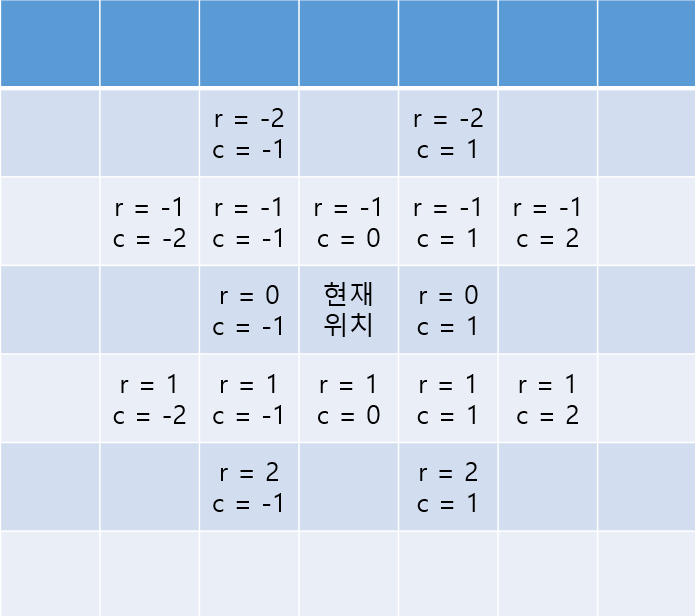 r = -2
c = -1
r = -2
c = 1
r = -1
c = -2
r = -1
c = -1
r = -1
c = 0
r = -1
c = 1
r = -1
c = 2
r = 0
c = -1
현재
위치
r = 0
c = 1
r = 1
c = -2
r = 1
c = -1
r = 1
c = 0
r = 1
c = 1
r = 1
c = 2
r = 2
c = -1
r = 2
c = 1